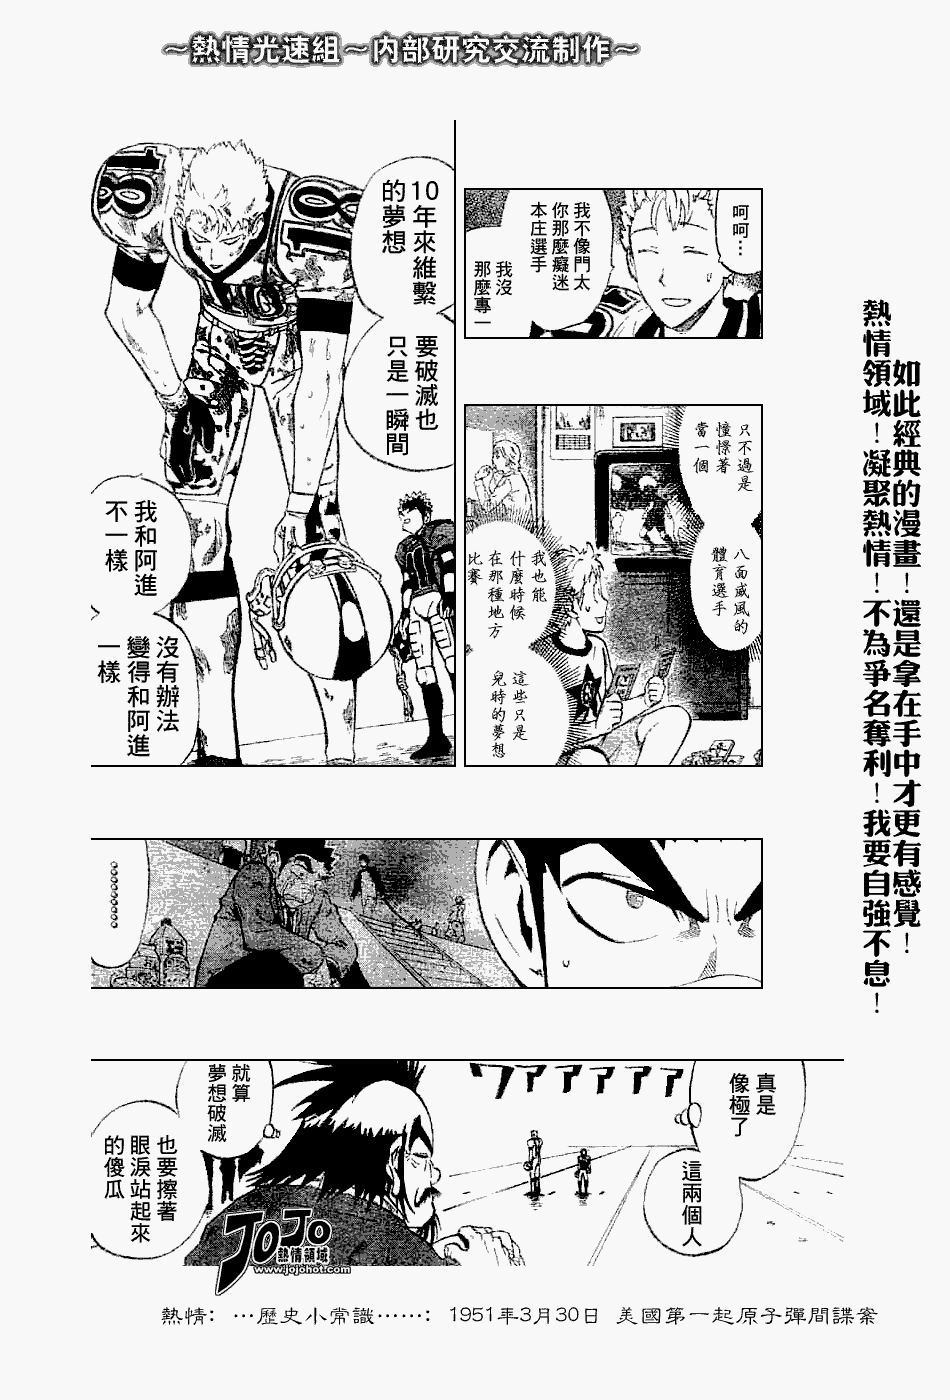 ～熱情光速組～內部研究交流制作～
呵呵…
我不像門太
你那麼癡迷
本庄選手
我沒
那麼專一
只不過是
憧憬著
當一個
八面威風的
體育選手
我也能
什麼時候
在那種地方
比賽
這些只是
兒時的夢想
10年來維繫
的夢想
要破滅也
只是一瞬間
我和阿進
不一樣
沒有辦法
變得和阿進
一樣
18
18
………
真是
像極了
這兩個人
ワアアアアア
就算
夢想破滅
也要擦著
眼淚站起來
的傻瓜
JOJO
熱情領域
www.jojohot.com
如此經典的漫畫！還是拿在手中才更有感覺！
熱情領域！凝聚熱情！不為爭名奪利！我要自強不息！
熱情：…歷史小常識……：1951年3月30日 美國第一起原子彈間諜案